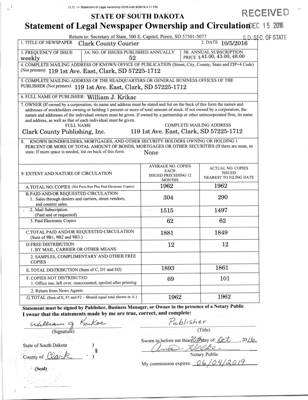 STATE OF SOUTH DAKOTA
RECEIVED
Statement of Legal Newspaper Ownership and Circulation
DEC 15 2016
Return to: Secretary of State, 500 E. Capitol, Pierre, SD 57501-5077
S.D. SEC. OF STATE
1. TITLE OF NEWSPAPER Clark County Courier
2. DATE 10/5/2016
3. FREQUENCY OF ISSUE weekly
3A. NO. OF ISSUES PUBLISHED ANNUALLY 52
3B. ANNUAL SUBSCRIPTION PRICE $ 41.00, 43.00, 48.00
4. COMPLETE MAILING ADDRESS OF KNOWN OFFICE OF PUBLICATION (Street, City, County, State and ZIP+4 Code)
(Not printers) 119 1st Ave. East, Clark, SD 57225-1712
5. COMPLETE MAILING ADDRESS OF THE HEADQUARTERS OR GENERAL BUSINESS OFFICES OF THE
PUBLISHER (Not printers) 119 1st Ave. East, Clark, SD 57225-1712
6. FULL NAME OF PUBLISHER William J. Krikac
7. OWNER (If owned by a corporation, its name and address must be stated and also on the back of this form the names and
addresses of stockholders owning or holding 1 percent or more of total amount of stock. If not owned by a corporation, the
names and addresses of the individual owners must be given. If owned by a partnership or other unincorporated firm, its name
and address, as well as that of each individual must be given.
FULL NAME
COMPLETE MAILING ADDRESS
Clark County Publishing, Inc.
119 1st Ave. East, Clark, SD 57225-1712
8. KNOWN BONDHOLDERS, MORTGAGES, AND OTHER SECURITY HOLDERS OWNING OR HOLDING 1
PERCENT OR MORE OF TOTAL AMOUNT OF BONDS, MORTGAGES OR OTHER SECURITIES (If there are none, so
state. If more space is needed, list on back of this form.)
None
9. EXTENT AND NATURE OF CIRCULATION
AVERAGE NO. COPIES EACH ISSUED PRECEDING 12 MONTHS
ACTUAL NO. COPIES ISSUED NEAREST TO FILING DATE
A. TOTAL NO. COPIES (Net Press Run Plus Paid Electronic Copies) 1962 1962
B. PAID AND/OR REQUESTED CIRCULATION
1. Sales through dealers and carriers, street vendors, and counter sales 304 290
2. Mail Subscription (Paid and or requested) 1515 1497
3. Paid Electronic Copies 62 62
C. TOTAL PAID AND/OR REQUESTED CIRCULATION (Sum of 9B1, 9B2 and 9B3.) 1881 1849
D. FREE DISTRIBUTION
1. BY MAIL, CARRIER OR OTHER MEANS 12 12
2. SAMPLES, COMPLIMENTARY AND OTHER FREE COPIES
E. TOTAL DISTRIBUTION (Sum of C, D1 and D2) 1893 1861
F. COPIES NOT DISTRIBUTED
1. Office use, left over, unaccounted, spoiled after printing 69 101
2. Return from News Agents
G. TOTAL (Sum of E, F1 and F2 - Should equal total shown in A.) 1962 1962
Statement must be signed by Publisher, Business Manager, or Owner in the presence of a Notary Public
I swear that the statements made by me are true, correct, and complete:
William J Krikac
Publisher
(Signature)
(Title)
State of South Dakota )
Sworn to before me this day of Oct. 2016
County of Clark )
Notary Public
(Seal)
My commission expires: 06/04/2019